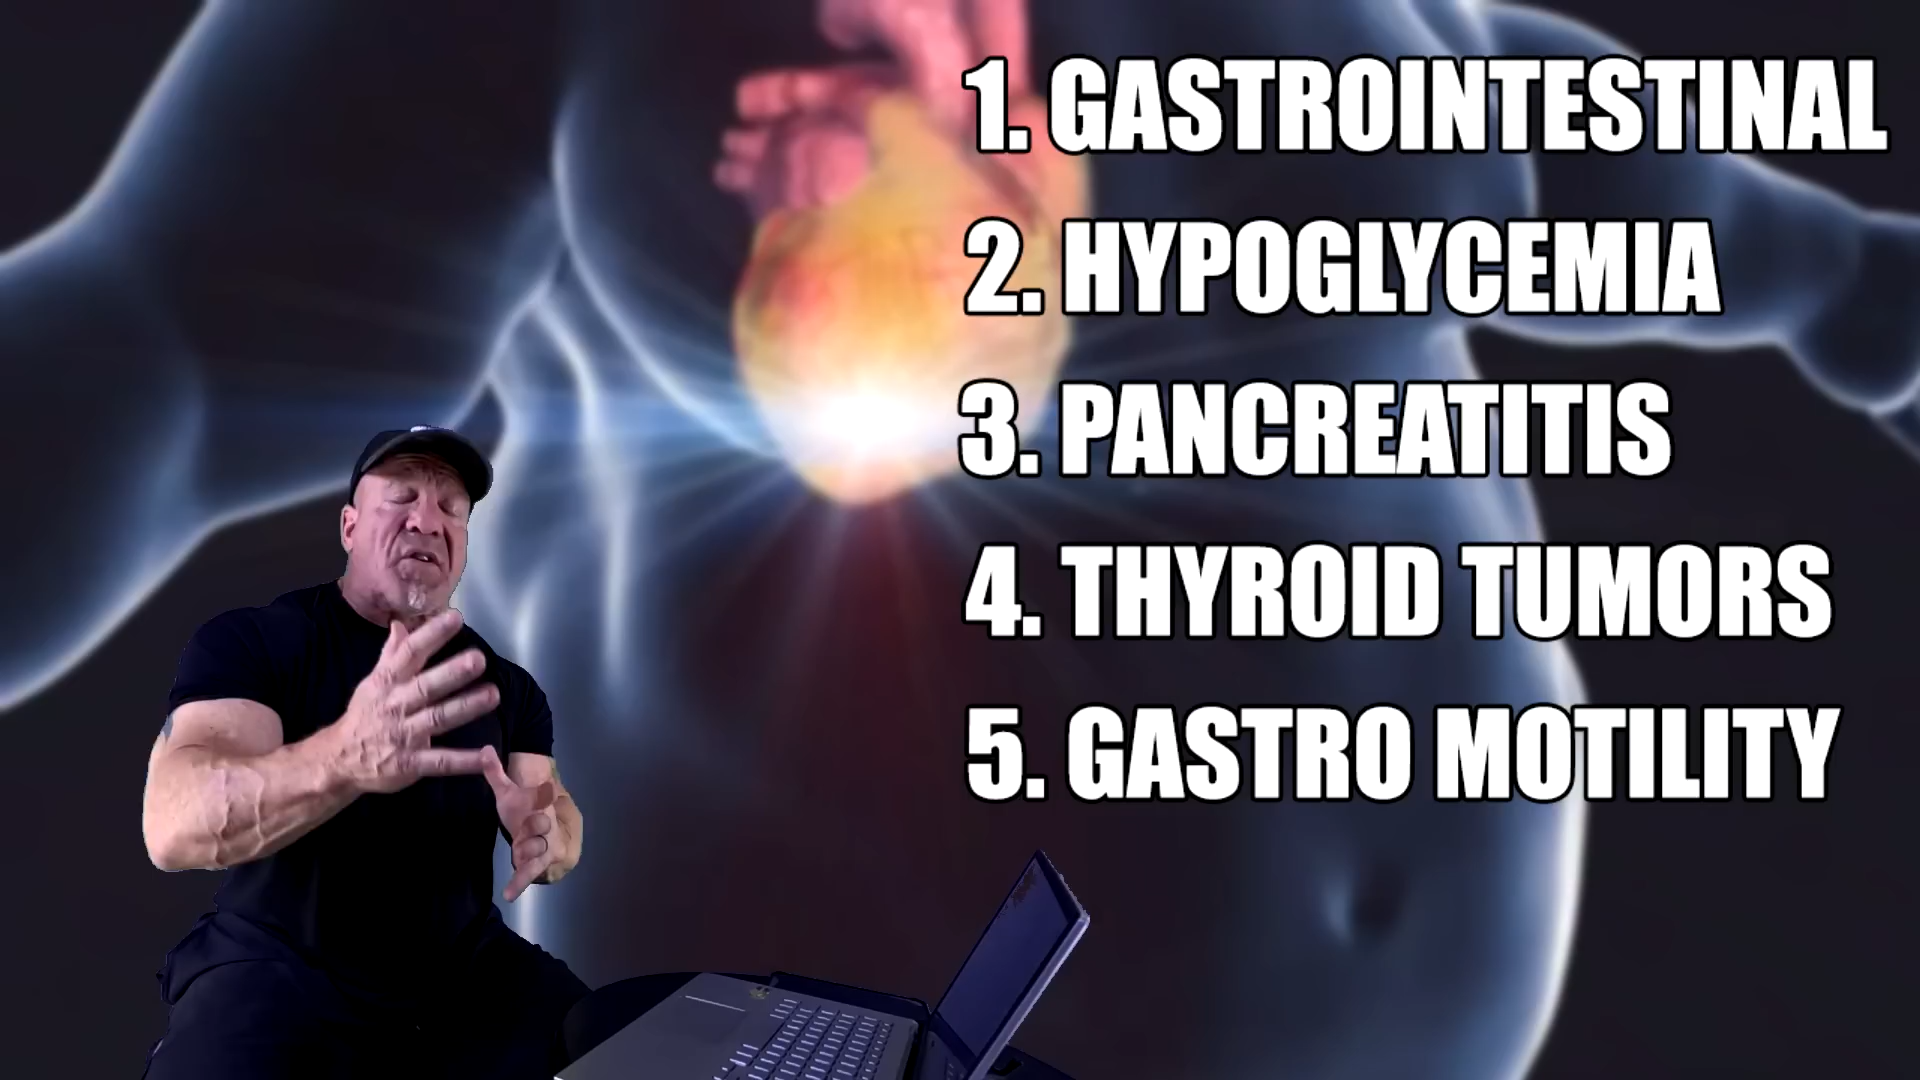 1. GASTROINTESTINAL
2. HYPOGLYCEMIA
3. PANCREATITIS
4. THYROID TUMORS
5. GASTRO MOTILITY